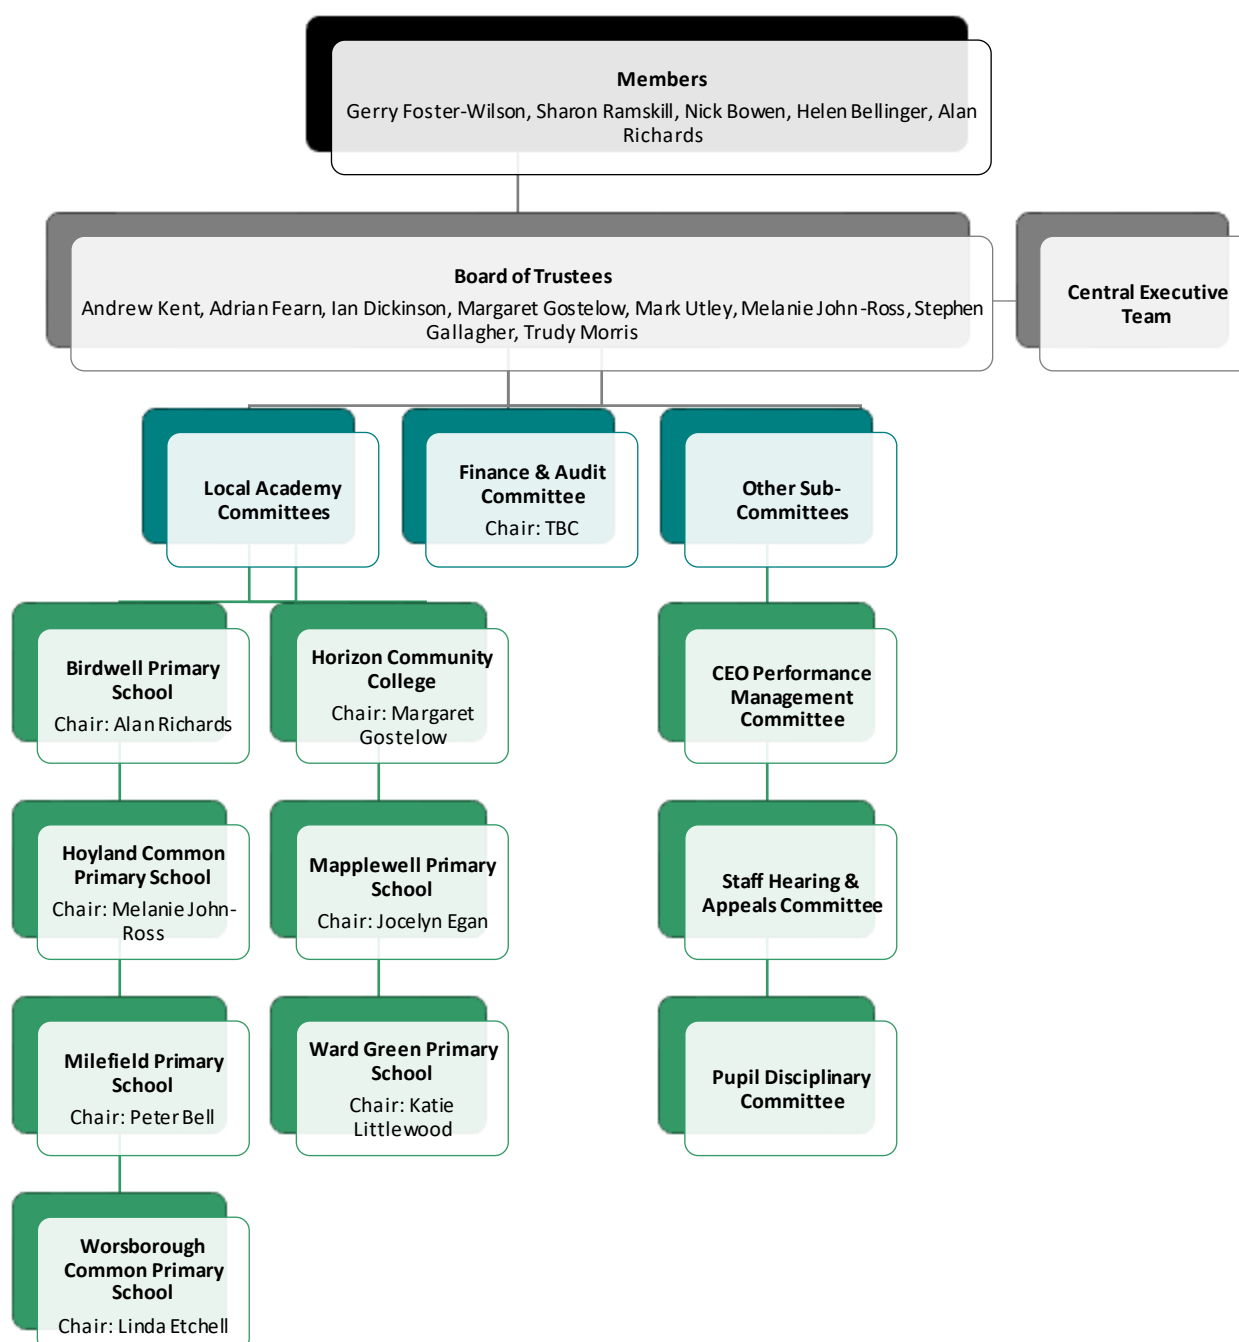 Members
Gerry Foster-Wilson, Sharon Ramskill, Nick Bowen, Helen Bellinger, Alan
Richards
Board of Trustees
Andrew Kent, Adrian Fearn, Ian Dickinson, Margaret Gostelow, Mark Utley, Melanie John-Ross, Stephen
Gallagher, Trudy Morris
Central Executive
Team
Local Academy
Committees
Finance & Audit
Committee
Chair: TBC
Other Sub-
Committees
Birdwell Primary
School
Chair: Alan Richards
Horizon Community
College
Chair: Margaret
Gostelow
CEO Performance
Management
Committee
Hoyland Common
Primary School
Chair: Melanie John-
Ross
Mapplewell Primary
School
Chair: Jocelyn Egan
Staff Hearing &
Appeals Committee
Milefield Primary
School
Chair: Peter Bell
Ward Green Primary
School
Chair: Katie
Littlewood
Pupil Disciplinary
Committee
Worsborough
Common Primary
School
Chair: Linda Etchell